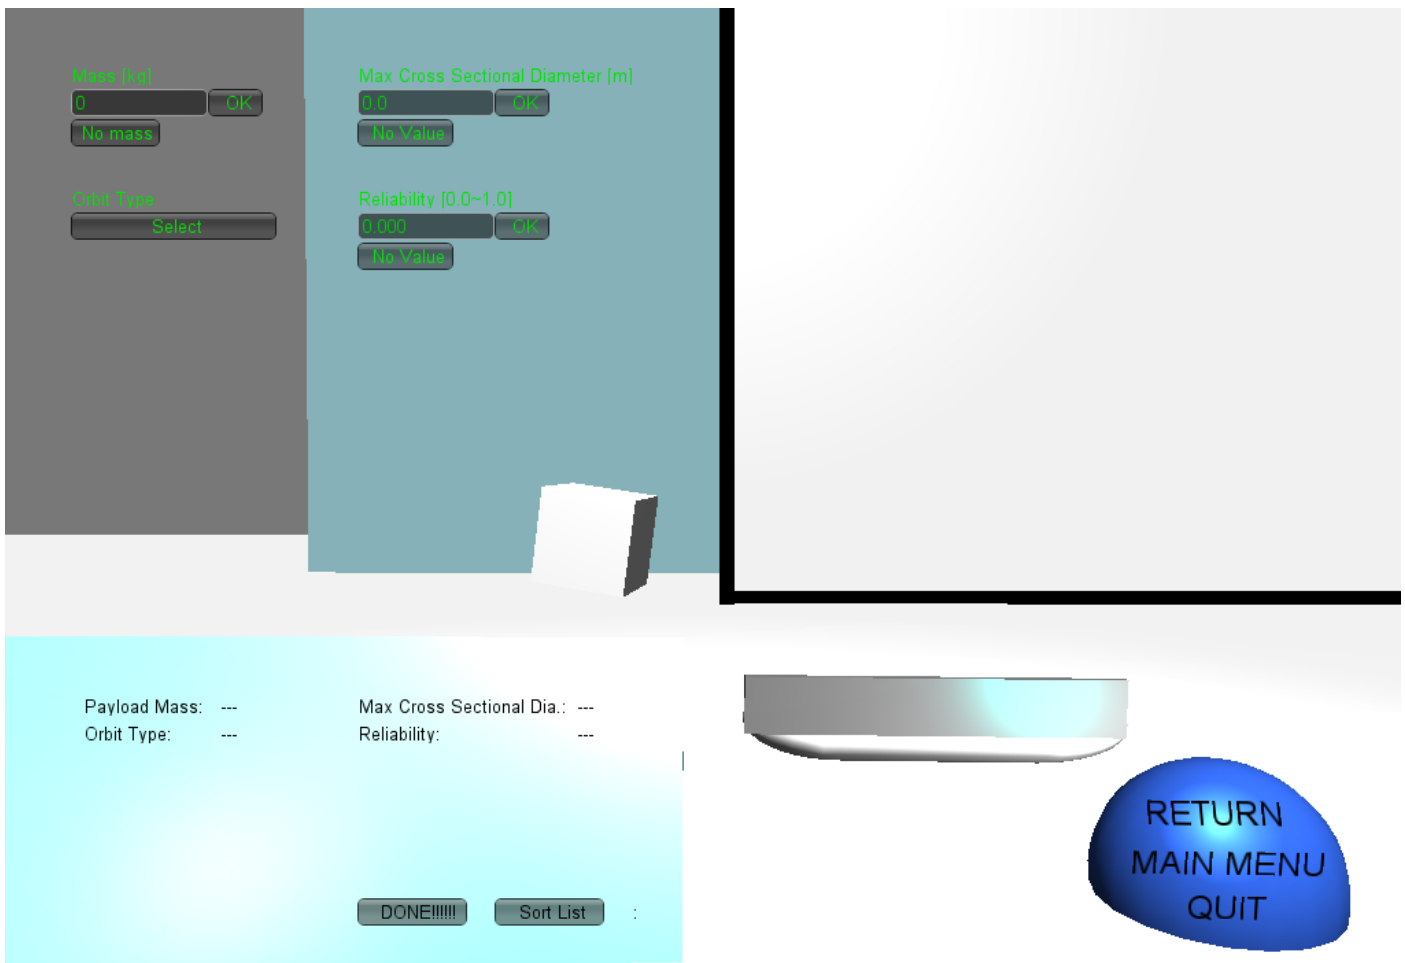 Mass [kg]
0 OK
No mass
Orbit Type
Select
Max Cross Sectional Diameter [m]
0.0 OK
No Value
Reliability [0.0~1.0]
0.000 OK
No Value
Payload Mass: --- Max Cross Sectional Dia.: ---
Orbit Type: --- Reliability: ---
DONE!!!!!! Sort List :
RETURN
MAIN MENU
QUIT